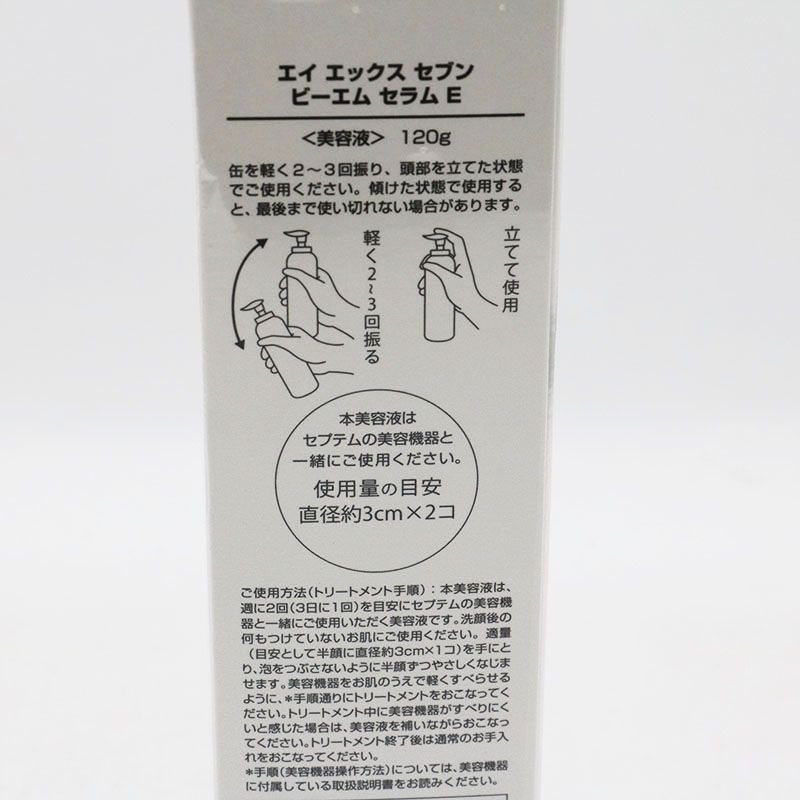 エイ エックス セブン
ビーエム セラム E
＜美容液＞ 120g
缶を軽く2〜3回振り、頭部を立てた状態
でご使用ください。傾けた状態で使用する
と、最後まで使い切れない場合があります。
軽く2〜3回振る
立てて使用
本美容液は
セプテムの美容機器と
一緒にご使用ください。
使用量の目安
直径約3cm×2コ
ご使用方法(トリートメント手順)：本美容液は、
週に2回(3日に1回)を目安にセプテムの美容機
器と一緒にご使用いただく美容液です。洗顔後の
何もつけていないお肌にご使用ください。適量
(目安として半顔に直径約3cm×1コ)を手にと
り、泡をつぶさないように半顔ずつやさしくなじま
せます。美容機器をお肌のうえで軽くすべらせる
ように、*手順通りにトリートメントをおこなってく
ださい。トリートメント中に美容機器がすべりにく
いと感じた場合は、美容液を補いながらおこなっ
てください。トリートメント終了後は通常のお手入
れをおこなってください。
*手順(美容機器操作方法)については、美容機器
に付属している取扱説明書をお読みください。